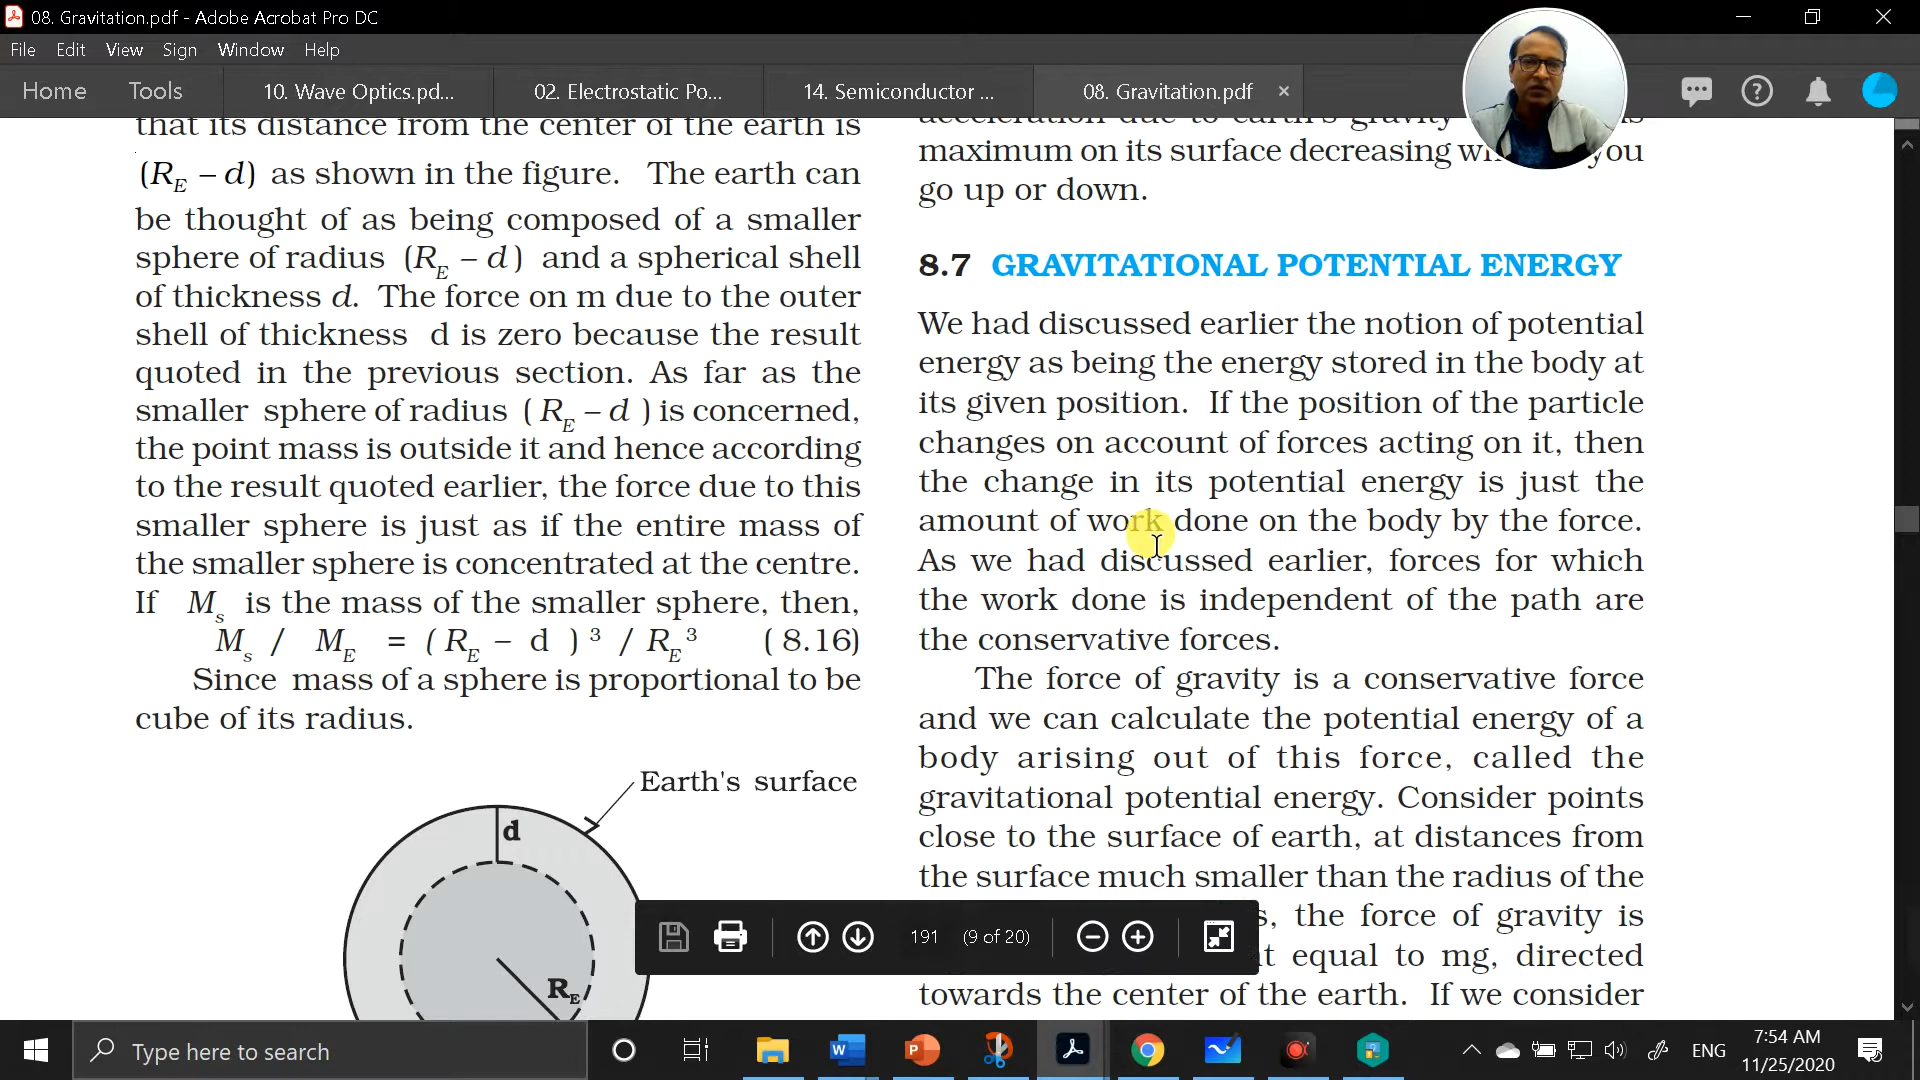 08. Gravitation.pdf - Adobe Acrobat Pro DC
File Edit View Sign Window Help
Home Tools 10. Wave Optics.pd... 02. Electrostatic Po... 14. Semiconductor ... 08. Gravitation.pdf ×
that its distance from the center of the earth is
(R_E – d) as shown in the figure. The earth can
be thought of as being composed of a smaller
sphere of radius (R_E – d) and a spherical shell
of thickness d. The force on m due to the outer
shell of thickness d is zero because the result
quoted in the previous section. As far as the
smaller sphere of radius ( R_E – d ) is concerned,
the point mass is outside it and hence according
to the result quoted earlier, the force due to this
smaller sphere is just as if the entire mass of
the smaller sphere is concentrated at the centre.
If M_s is the mass of the smaller sphere, then,
M_s / M_E = ( R_E – d )³ / R_E³ ( 8.16)
Since mass of a sphere is proportional to be
cube of its radius.
Earth's surface
d
R_E
acceleration due to earth's gravity
maximum on its surface decreasing you
go up or down.
8.7 GRAVITATIONAL POTENTIAL ENERGY
We had discussed earlier the notion of potential
energy as being the energy stored in the body at
its given position. If the position of the particle
changes on account of forces acting on it, then
the change in its potential energy is just the
amount of work done on the body by the force.
As we had discussed earlier, forces for which
the work done is independent of the path are
the conservative forces.
The force of gravity is a conservative force
and we can calculate the potential energy of a
body arising out of this force, called the
gravitational potential energy. Consider points
close to the surface of earth, at distances from
the surface much smaller than the radius of the
, the force of gravity is
equal to mg, directed
towards the center of the earth. If we consider
191 (9 of 20)
Type here to search
ENG
7:54 AM
11/25/2020